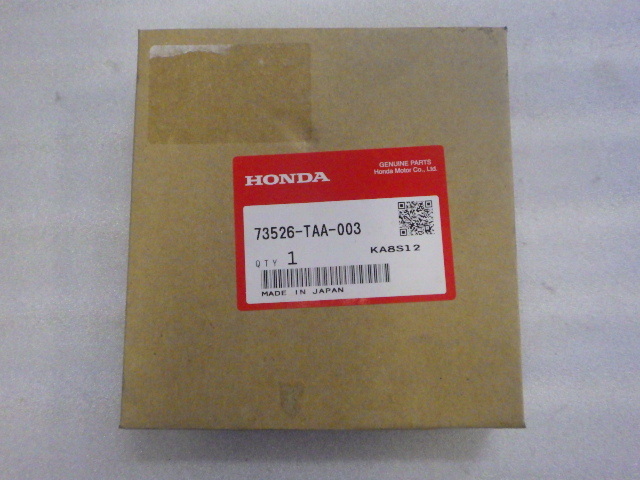 HONDA
GENUINE PARTS
Honda Motor Co., Ltd.
73526-TAA-003
KA8S12
QTY 1
MADE IN JAPAN